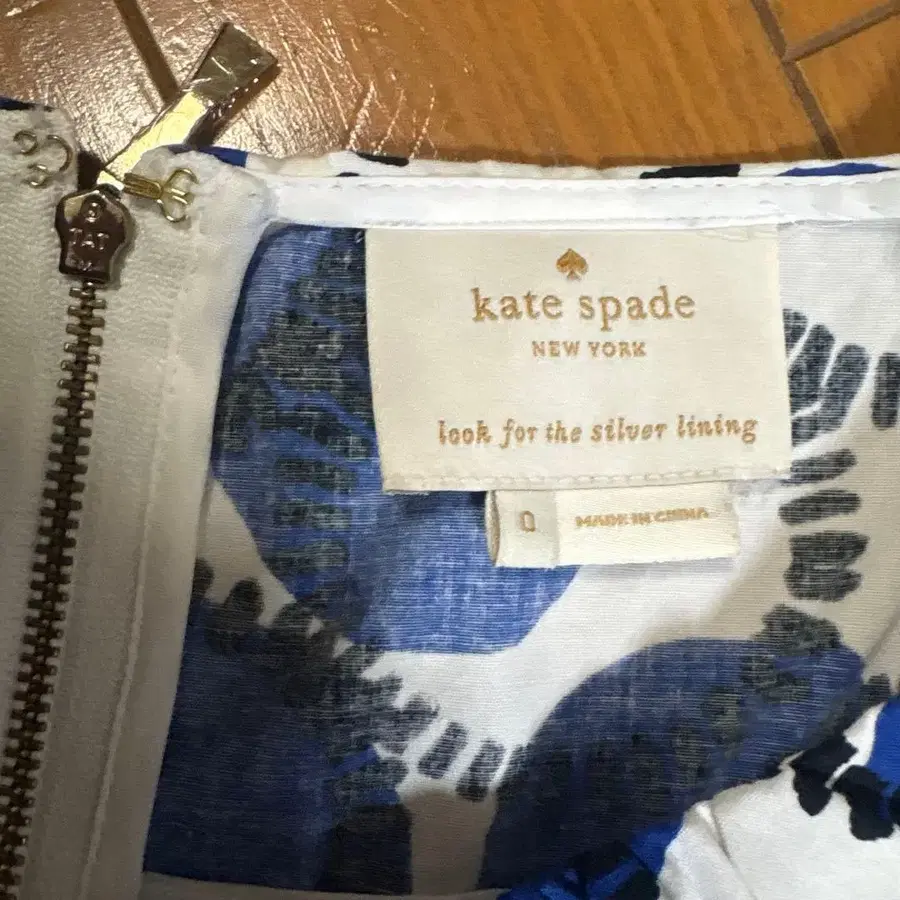 kate spade
NEW YORK
look for the silver lining
0
MADE IN CHINA